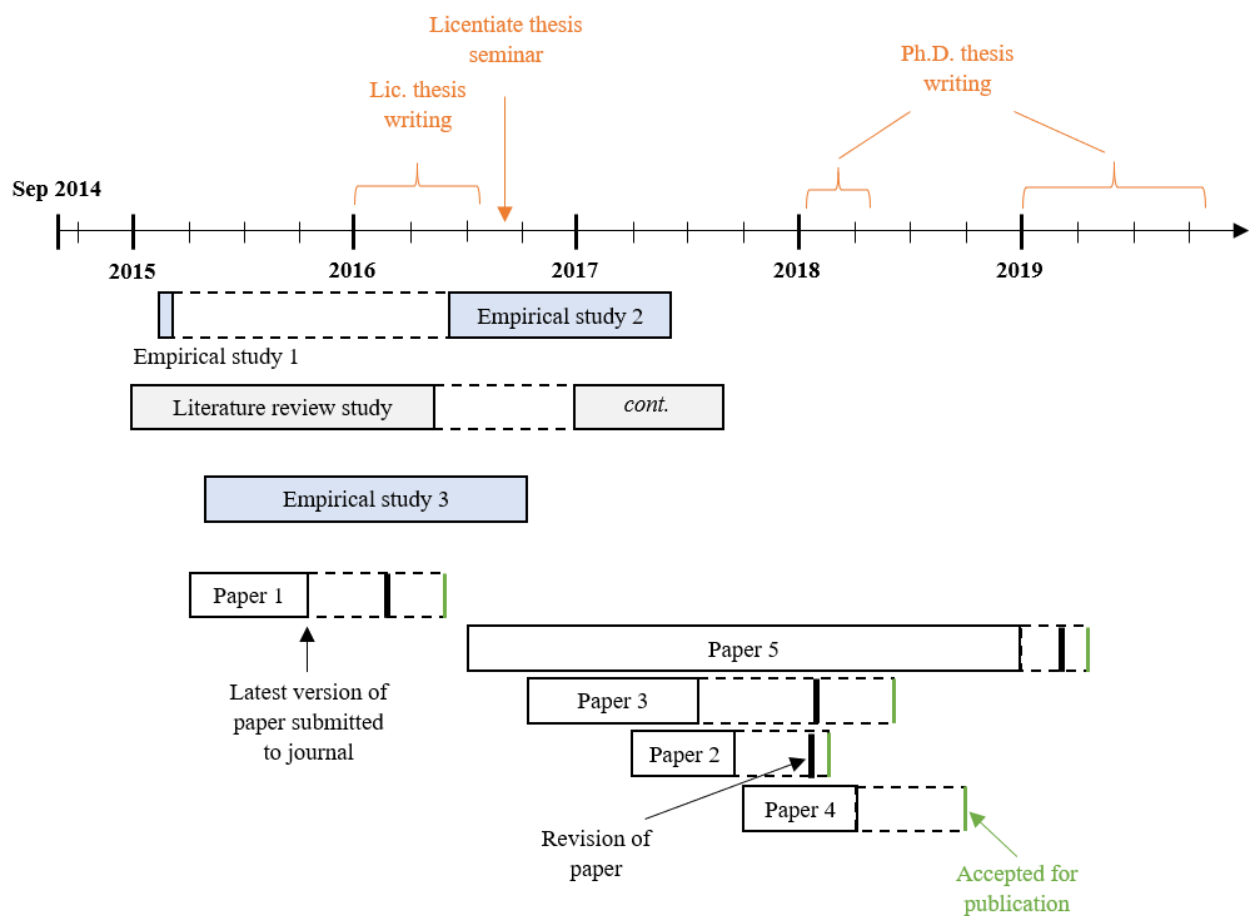 Licentiate thesis
seminar
Ph.D. thesis
writing
Lic. thesis
writing
Sep 2014
2015
2016
2017
2018
2019
Empirical study 2
Empirical study 1
Literature review study
cont.
Empirical study 3
Paper 1
Paper 5
Latest version of
paper submitted
to journal
Paper 3
Paper 2
Paper 4
Revision of
paper
Accepted for
publication